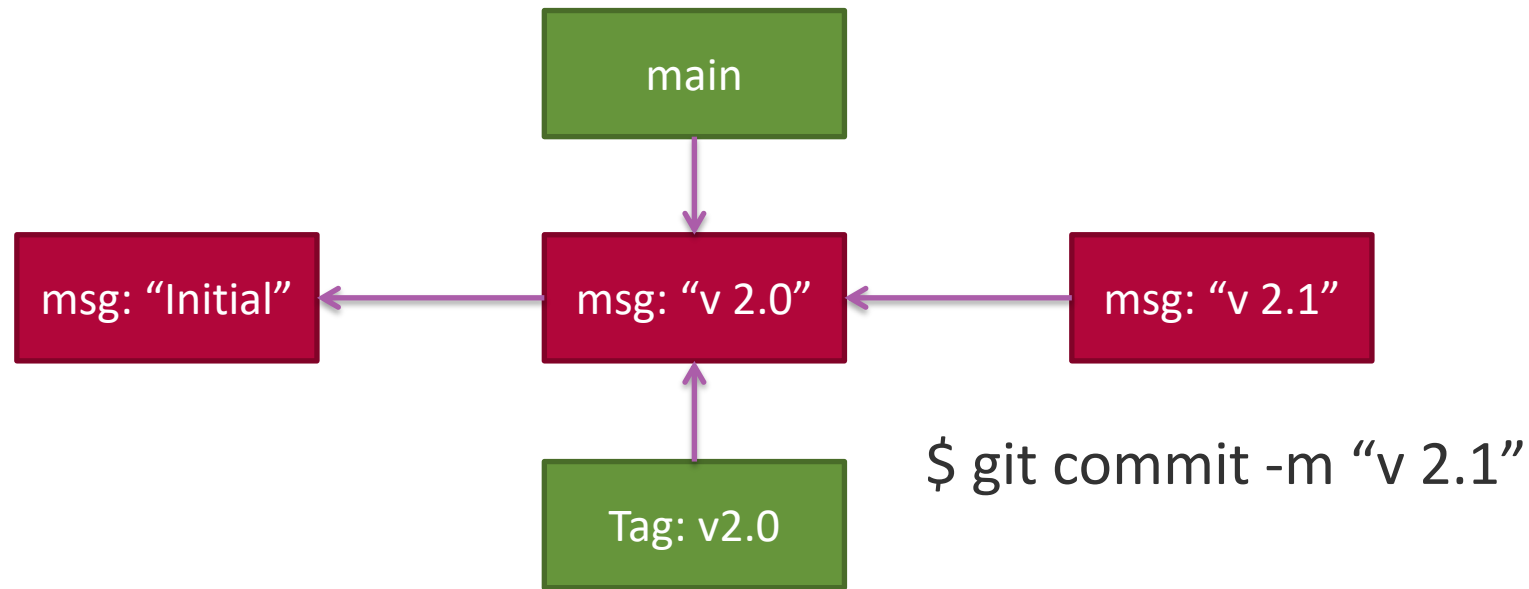 main
msg: “Initial”
msg: “v 2.0”
msg: “v 2.1”
$ git commit -m “v 2.1”
Tag: v2.0